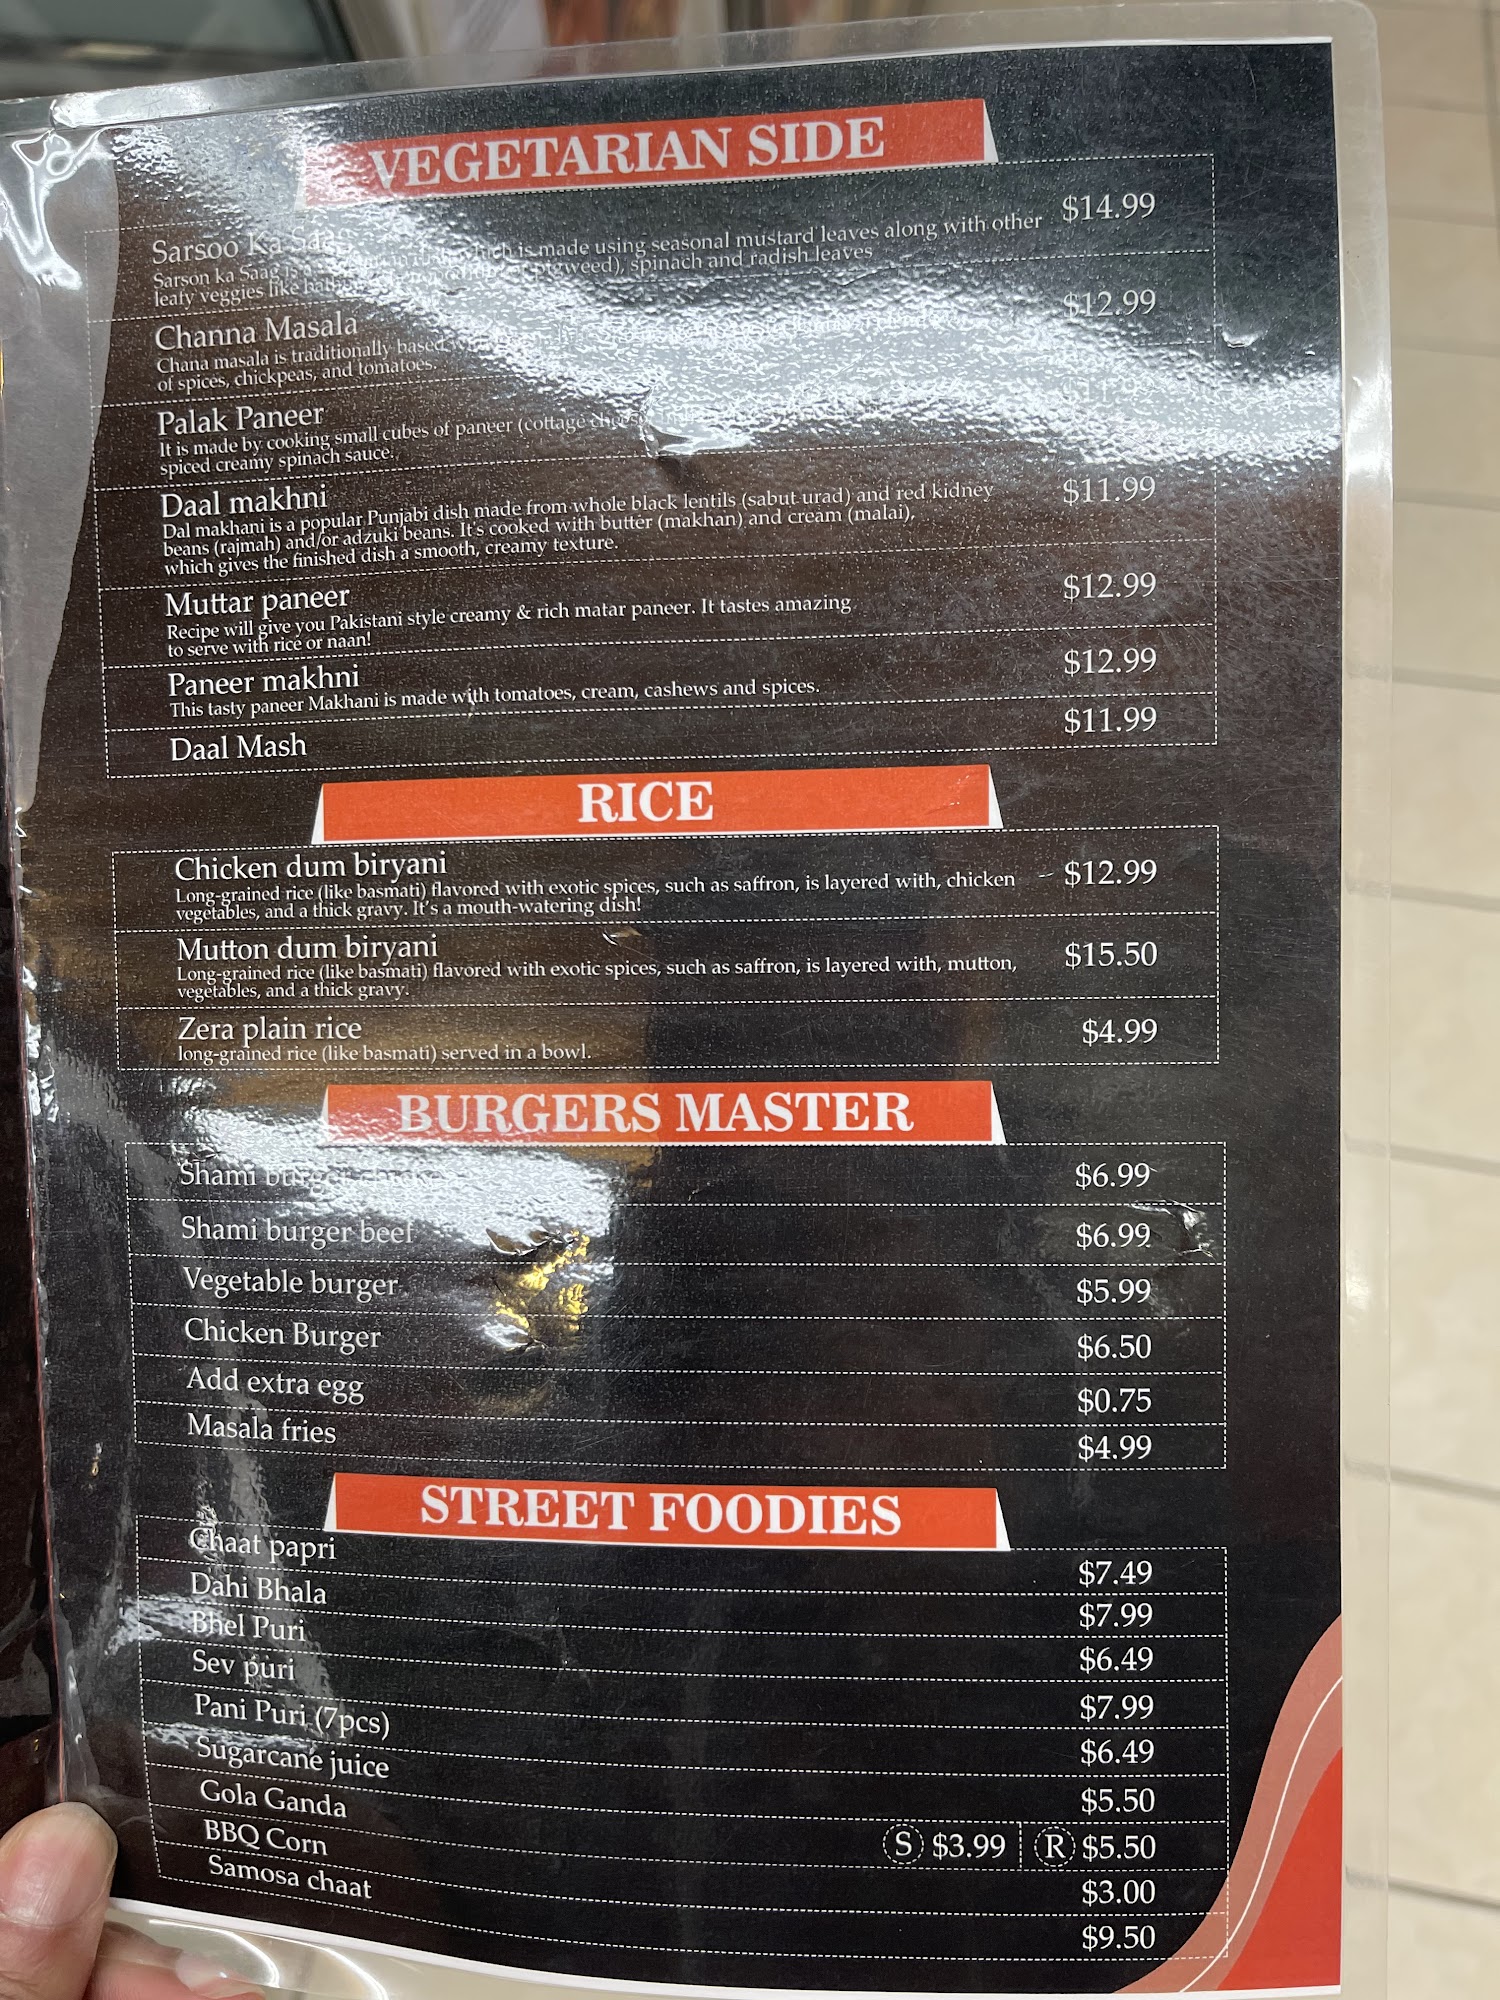 VEGETARIAN SIDE
Sarsoo Ka Saag $14.99
Sarson ka Saag is a which is made using seasonal mustard leaves along with other
leafy veggies like pigweed), spinach and radish leaves
Channa Masala $12.99
Chana masala is traditionally based
of spices, chickpeas, and tomatoes.
Palak Paneer
It is made by cooking small cubes of paneer (cottage cheese)
spiced creamy spinach sauce.
Daal makhni $11.99
Dal makhani is a popular Punjabi dish made from whole black lentils (sabut urad) and red kidney
beans (rajmah) and/or adzuki beans. It's cooked with butter (makhan) and cream (malai),
which gives the finished dish a smooth, creamy texture.
Muttar paneer $12.99
Recipe will give you Pakistani style creamy & rich matar paneer. It tastes amazing
to serve with rice or naan!
Paneer makhni $12.99
This tasty paneer Makhani is made with tomatoes, cream, cashews and spices.
Daal Mash $11.99
RICE
Chicken dum biryani $12.99
Long-grained rice (like basmati) flavored with exotic spices, such as saffron, is layered with, chicken
vegetables, and a thick gravy. It's a mouth-watering dish!
Mutton dum biryani $15.50
Long-grained rice (like basmati) flavored with exotic spices, such as saffron, is layered with, mutton,
vegetables, and a thick gravy.
Zera plain rice $4.99
long-grained rice (like basmati) served in a bowl.
BURGERS MASTER
Shami burger $6.99
Shami burger beef $6.99
Vegetable burger $5.99
Chicken Burger $6.50
Add extra egg $0.75
Masala fries $4.99
STREET FOODIES
Chaat papri $7.49
Dahi Bhala $7.99
Bhel Puri $6.49
Sev puri $7.99
Pani Puri (7pcs) $6.49
Sugarcane juice $5.50
Gola Ganda S $3.99 R $5.50
BBQ Corn $3.00
Samosa chaat $9.50